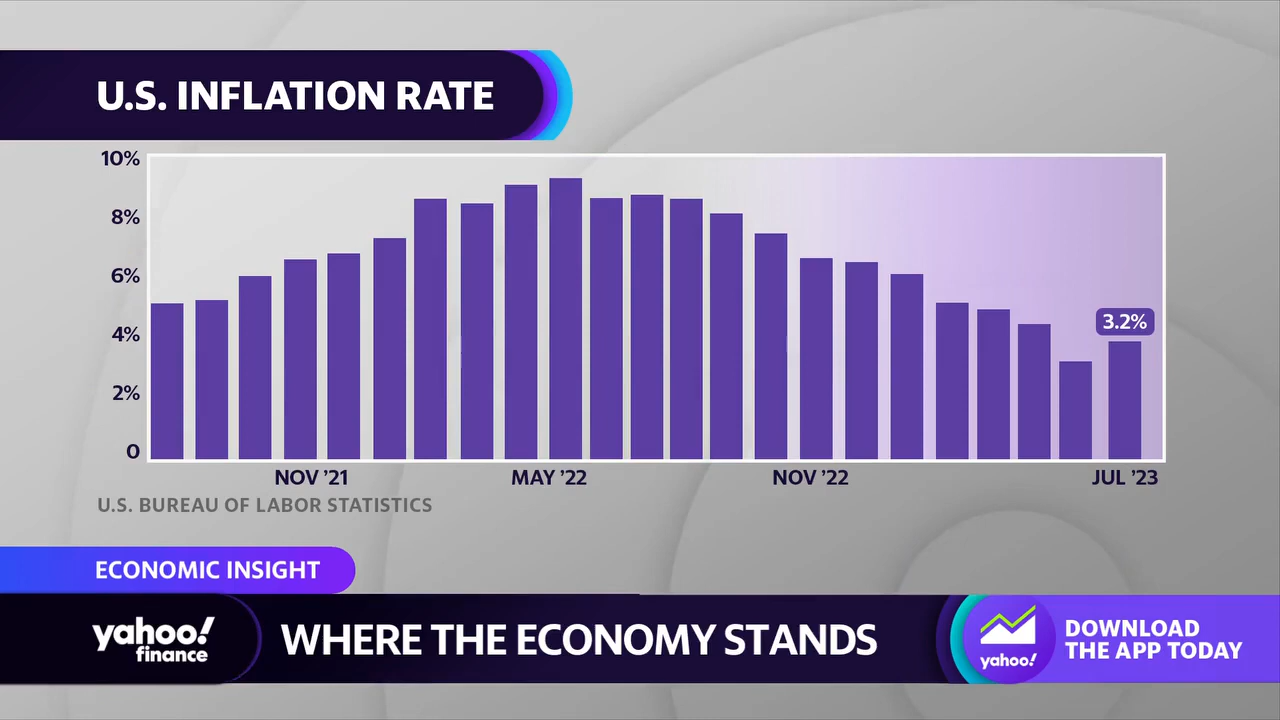 U.S. INFLATION RATE
10%
8%
6%
4%
2%
0
3.2%
NOV ’21
MAY ’22
NOV ’22
JUL ’23
U.S. BUREAU OF LABOR STATISTICS
ECONOMIC INSIGHT
yahoo!
finance
WHERE THE ECONOMY STANDS
yahoo!
DOWNLOAD
THE APP TODAY